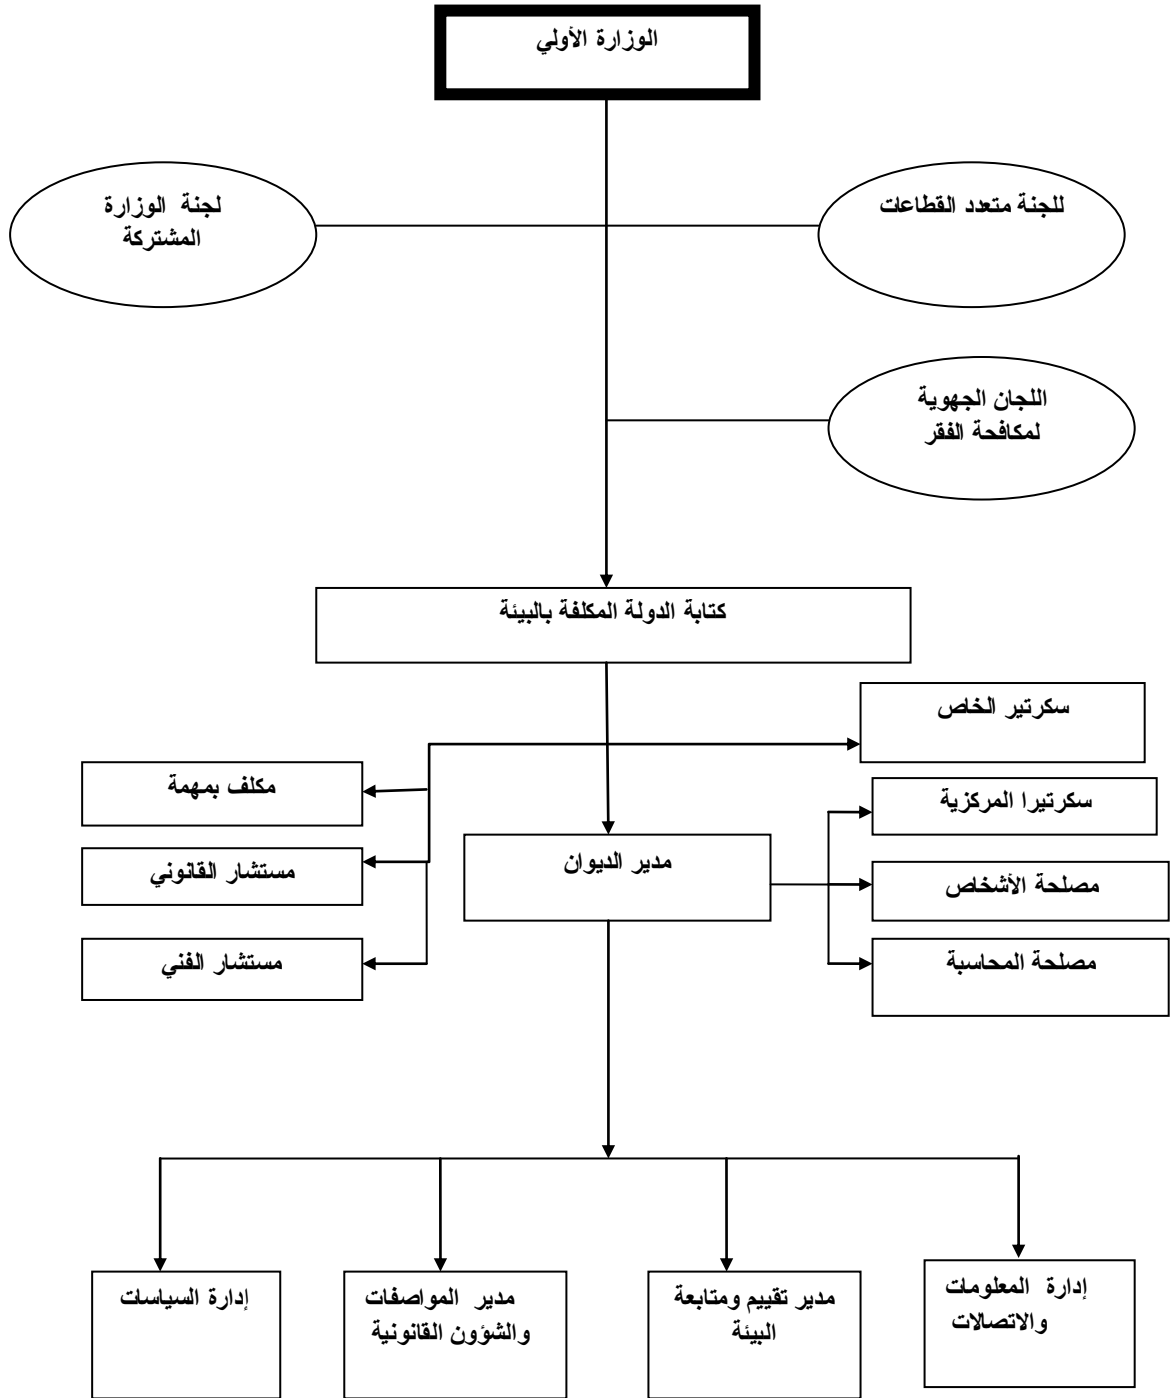 الوزارة الأولي
للجنة متعدد القطاعات
لجنة الوزارة
المشتركة
اللجان الجهوية
لمكافحة الفقر
كتابة الدولة المكلفة بالبيئة
سكرتير الخاص
مكلف بمهمة
سكرتيرا المركزية
مدير الديوان
مستشار القانوني
مصلحة الأشخاص
مستشار الفني
مصلحة المحاسبة
إدارة المعلومات
والاتصالات
مدير تقييم ومتابعة
البيئة
مدير المواصفات
والشؤون القانونية
إدارة السياسات